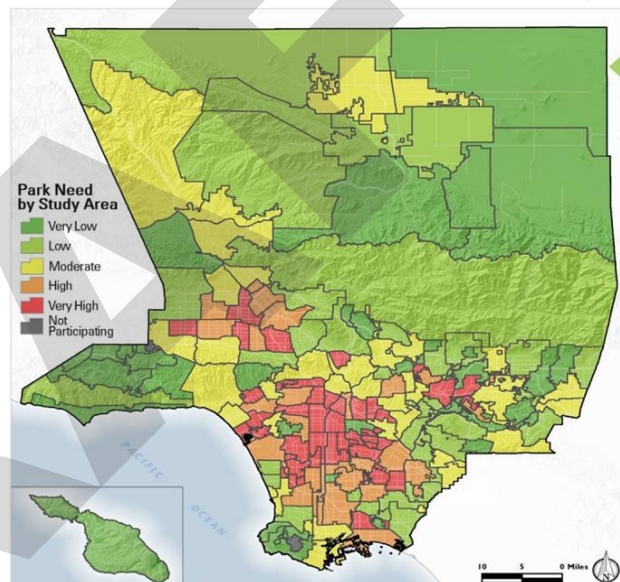 Park Need
by Study Area
Very Low
Low
Moderate
High
Very High
Not
Participating
PACIFIC
OCEAN
10 5 0 Miles
N